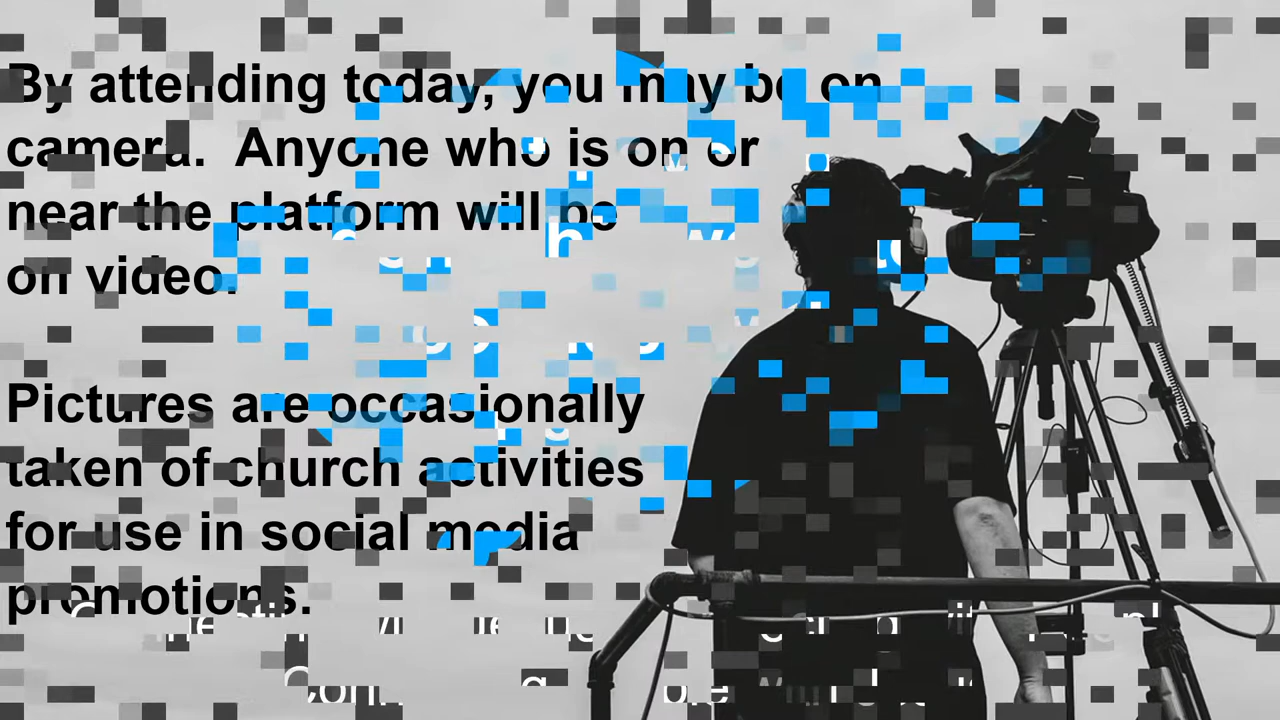 By attending today, you may be on
camera.  Anyone who is on or
near the platform will be
on video.
Pictures are occasionally
taken of church activities
for use in social media
promotions.